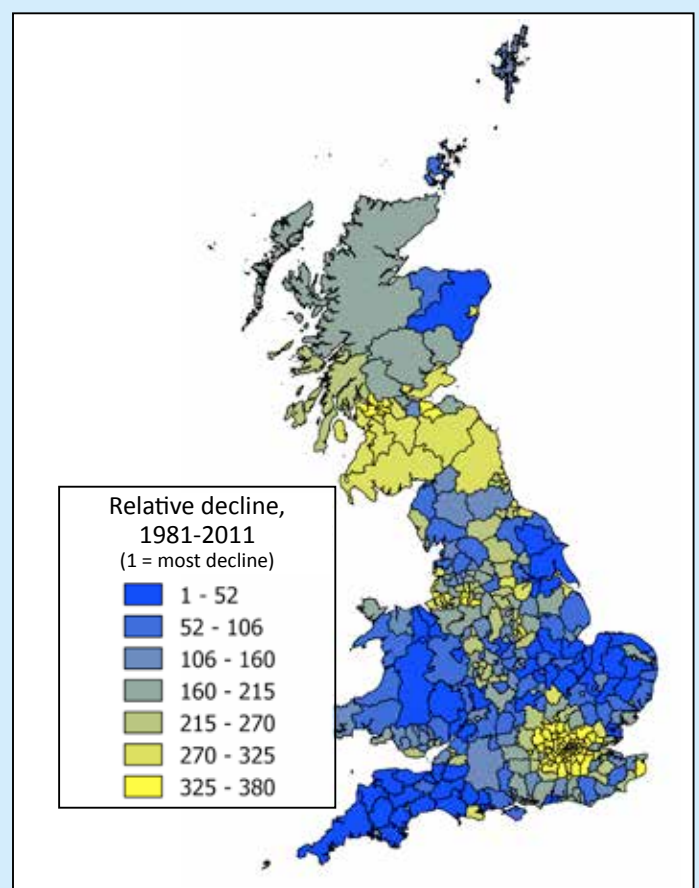 Relative decline,
1981-2011
(1 = most decline)
1 - 52
52 - 106
106 - 160
160 - 215
215 - 270
270 - 325
325 - 380